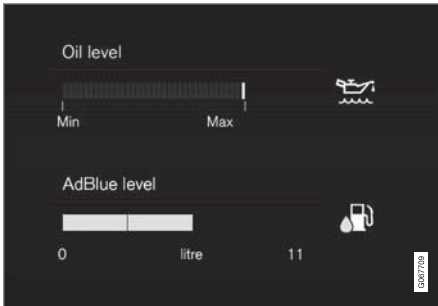 Oil level
Min Max
AdBlue level
0 litre 11
G067709